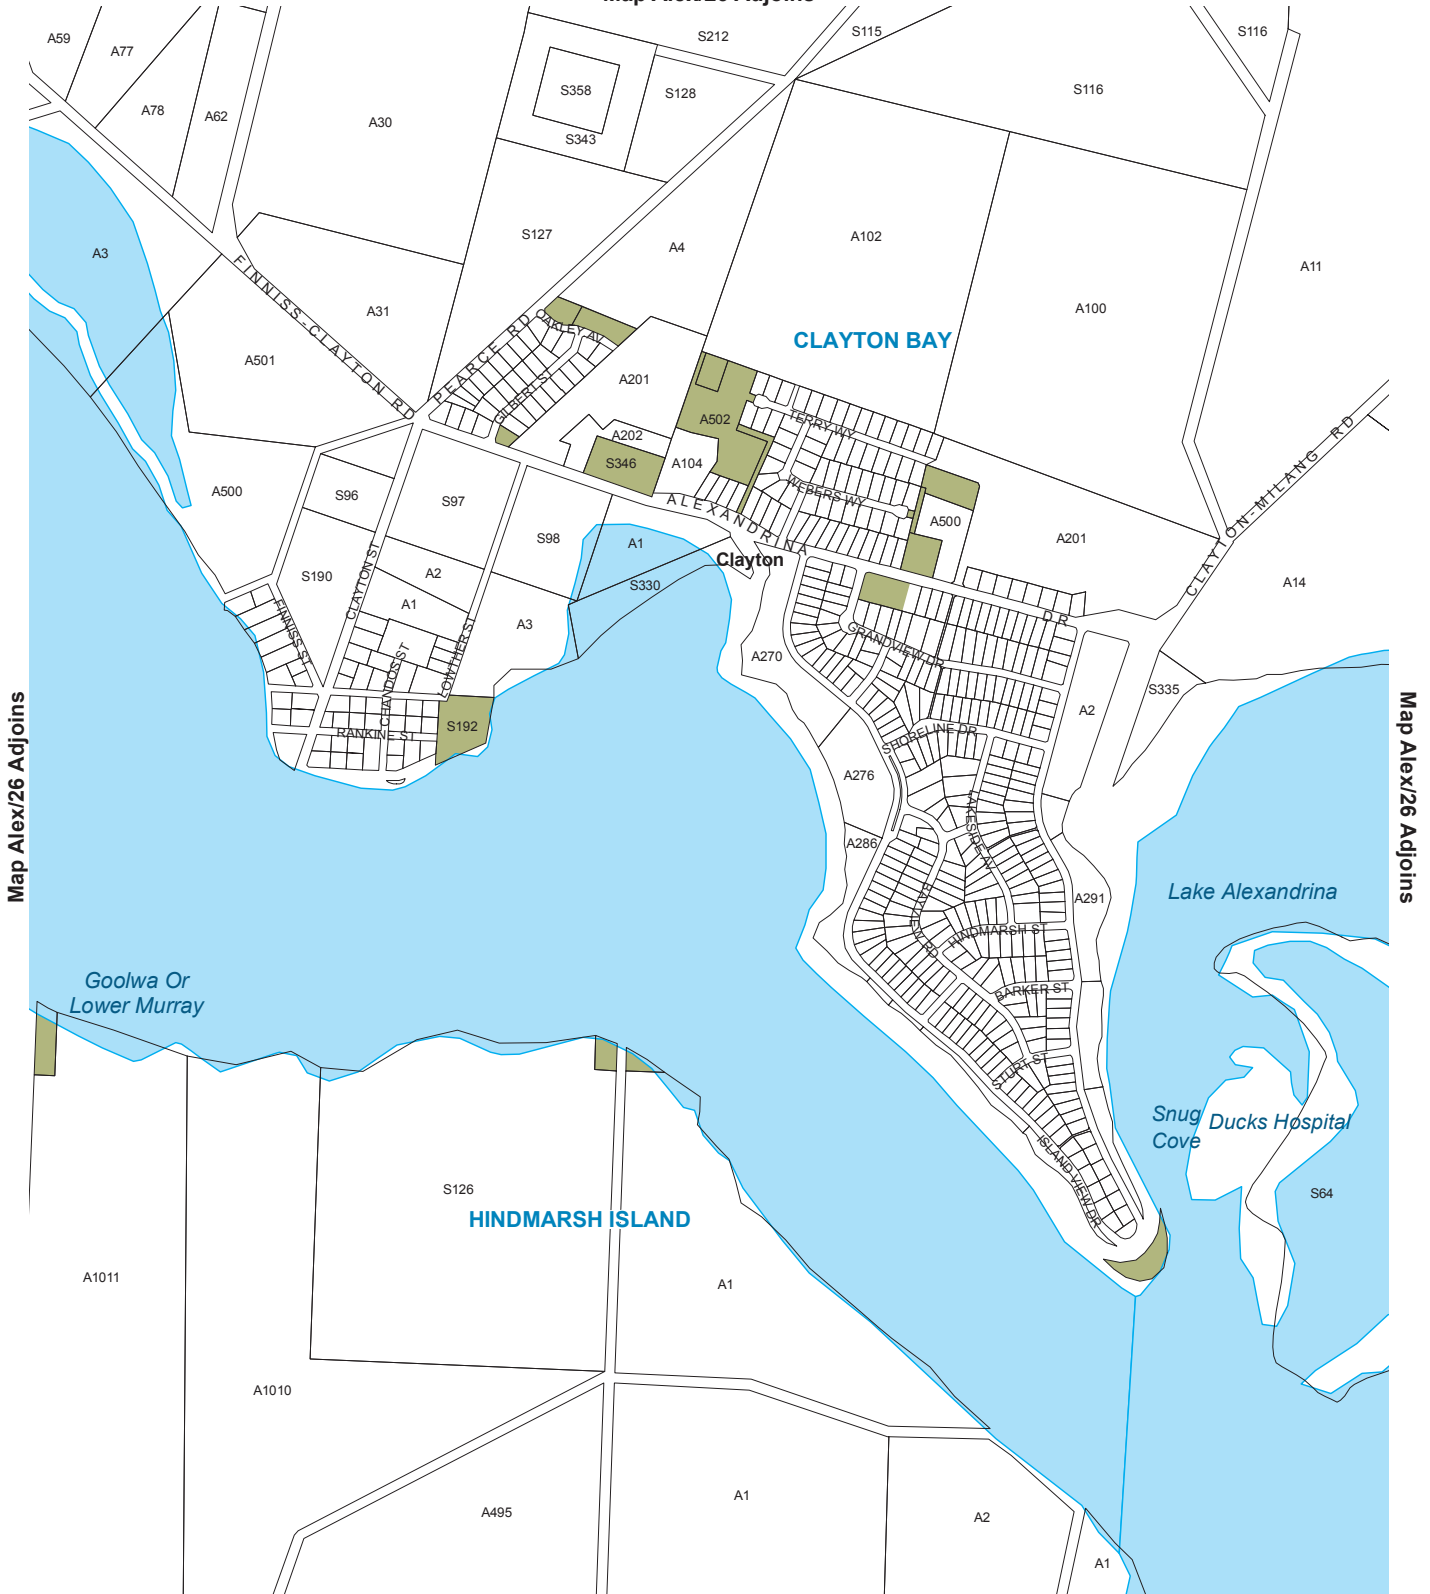 A59
A77
S212
S115
S116
A78
A62
A30
S358
S128
S116
S343
A3
S127
A4
A102
A11
FINNISS-CLAYTON RD
A31
A100
OAKLEY AV
CLAYTON BAY
A501
PEARCE RD
A201
GILBERT ST
A502
TERRY WY
A202
S346
A104
CLAYTON-MILANG RD
A500
S96
S97
WEBERS WY
ALEXANDRINA DR
A500
S98
A1
A201
Clayton
S190
CLAYTON ST
A2
S330
A14
A1
A3
FINNISS ST
LOWTHER ST
CHANDOS ST
GRANDVIEW DR
A270
S335
A2
S192
RANKINE ST
SHORELINE DR
Map Alex/26 Adjoins
Map Alex/26 Adjoins
A276
LAKESIDE AV
A286
BAYVIEW RD
A291
Lake Alexandrina
HINDMARSH ST
Goolwa Or
Lower Murray
BARKER ST
STURT ST
Snug
Cove
Ducks Hospital
ISLAND VIEW DR
S126
S64
HINDMARSH ISLAND
A1011
A1
A1010
A495
A1
A2
A1